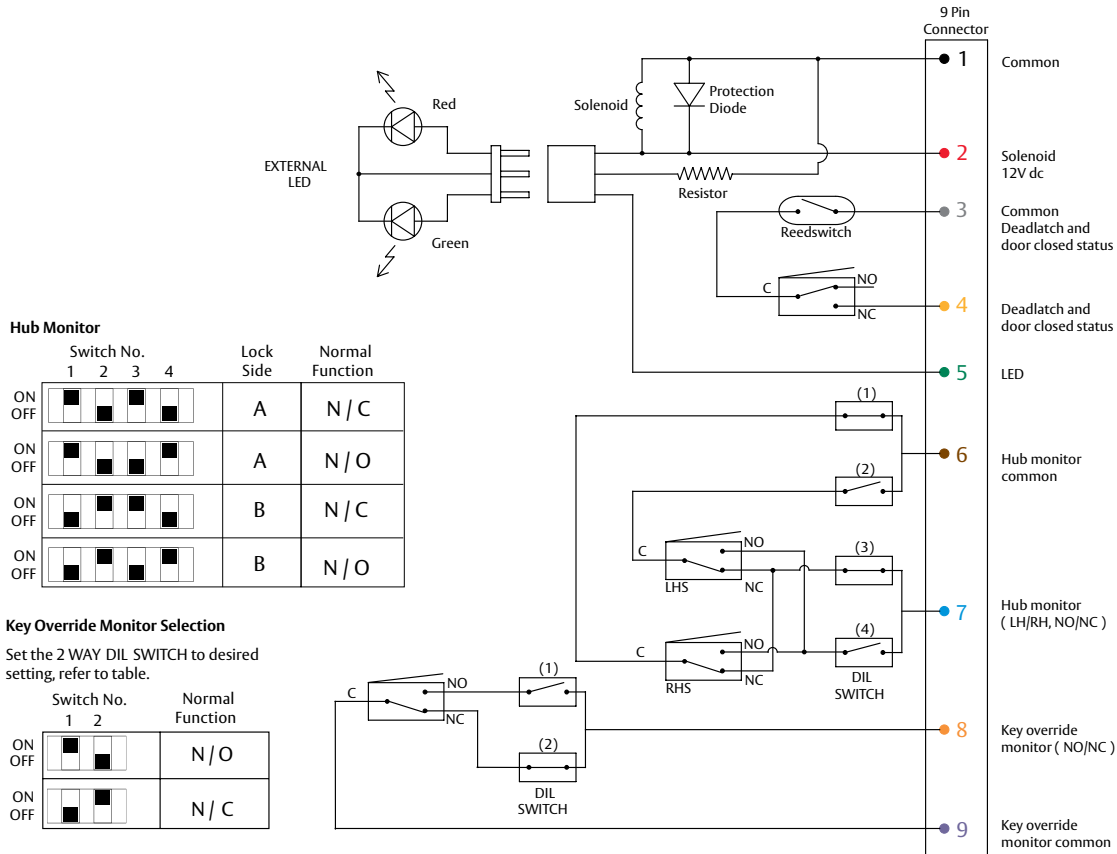 9 Pin
Connector
1 Common
Red
Solenoid
Protection
Diode
EXTERNAL
LED
2 Solenoid
12V dc
Resistor
Green
Reedswitch
3 Common
Deadlatch and
door closed status
C
NO
NC
4 Deadlatch and
door closed status
5 LED
Hub Monitor
Switch No.
Lock
Side
Normal
Function
1 2 3 4
ON
OFF
A N / C
ON
OFF
A N / O
ON
OFF
B N / C
ON
OFF
B N / O
(1)
6 Hub monitor
common
(2)
C
NO
NC
LHS
(3)
7 Hub monitor
( LH/RH, NO/NC )
C
NO
NC
RHS
(4)
DIL
SWITCH
Key Override Monitor Selection
Set the 2 WAY DIL SWITCH to desired
setting, refer to table.
Switch No.
Normal
Function
1 2
ON
OFF
N / O
ON
OFF
N / C
C
NO
NC
(1)
(2)
DIL
SWITCH
8 Key override
monitor ( NO/NC )
9 Key override
monitor common